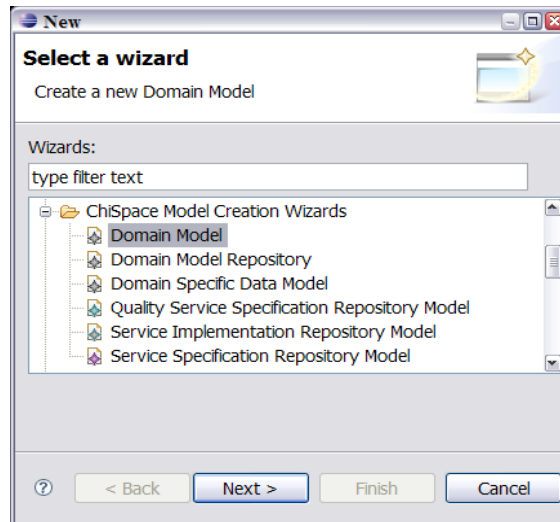 New
Select a wizard
Create a new Domain Model
Wizards:
type filter text
ChiSpace Model Creation Wizards
Domain Model
Domain Model Repository
Domain Specific Data Model
Quality Service Specification Repository Model
Service Implementation Repository Model
Service Specification Repository Model
? < Back Next > Finish Cancel